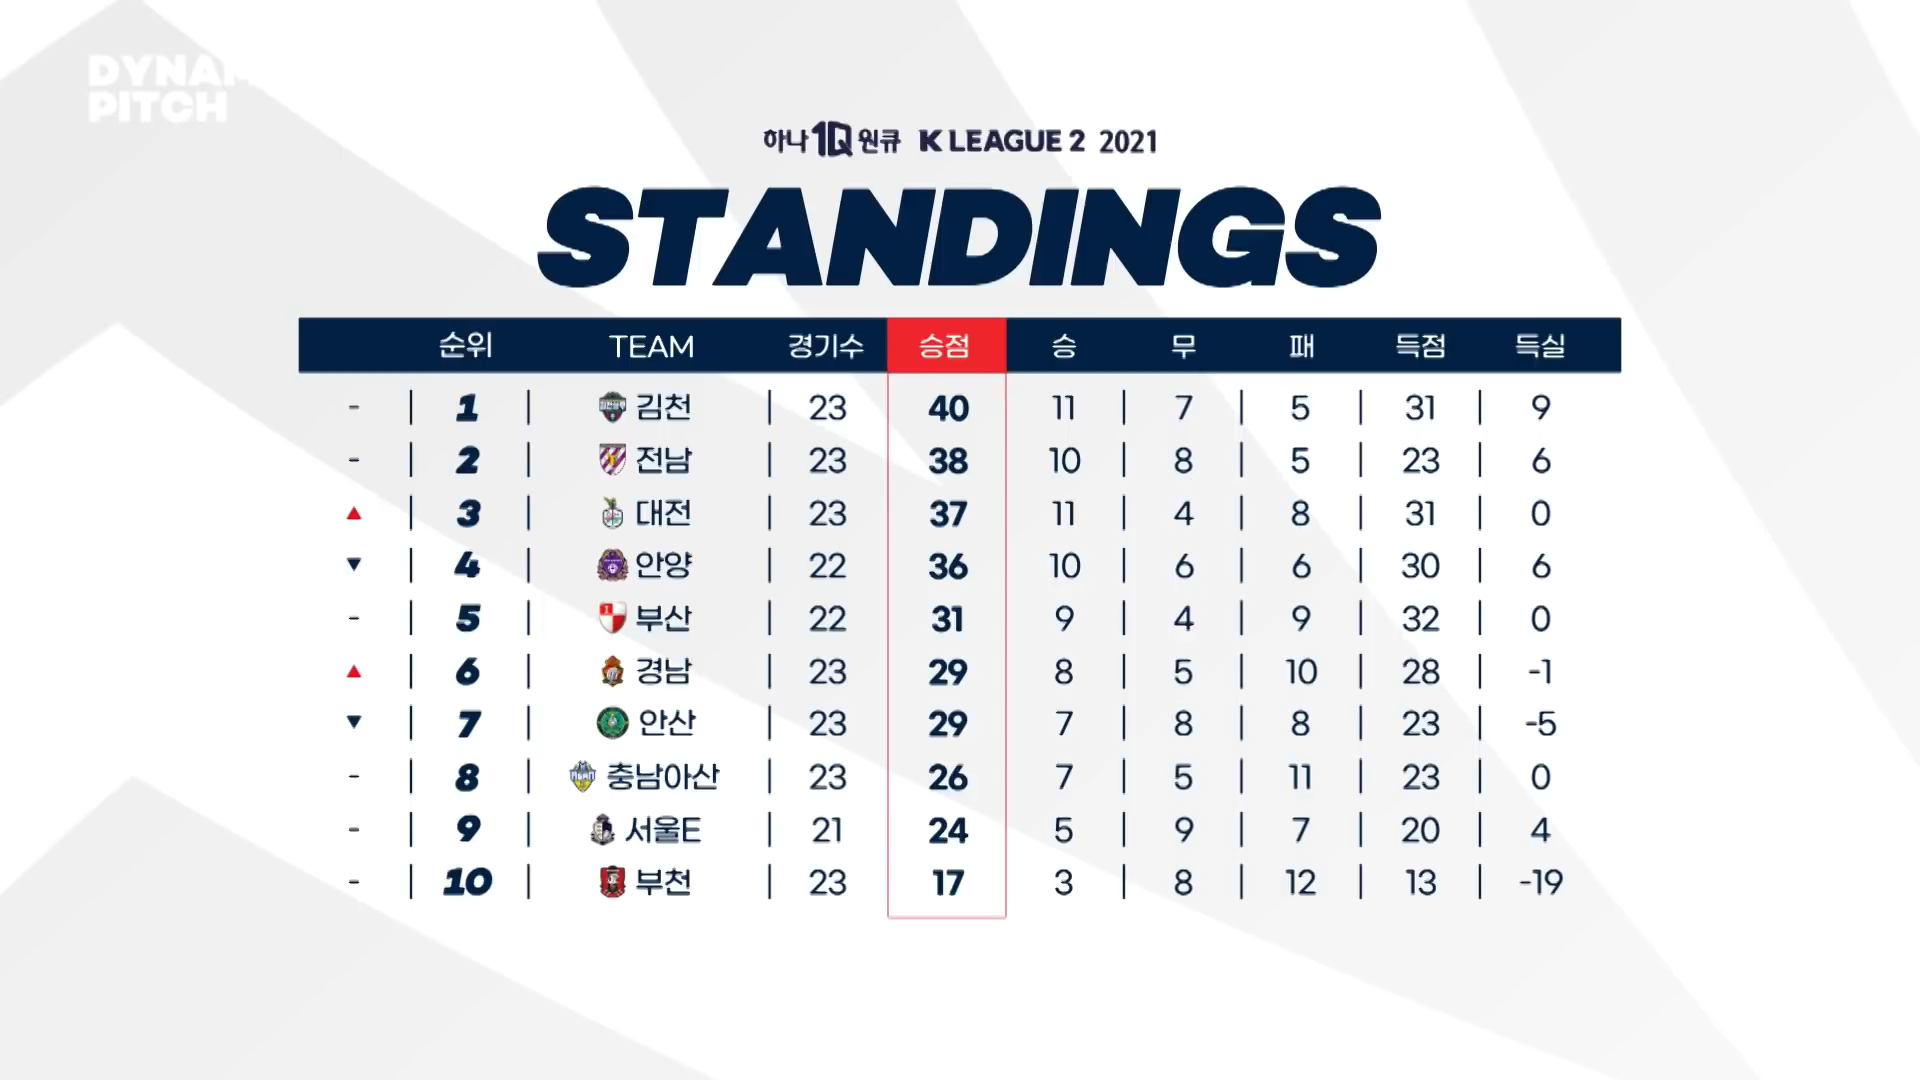 DYNAM
PITCH
하나1Q원큐 K LEAGUE 2 2021
STANDINGS
순위 TEAM 경기수 승점 승 무 패 득점 득실
- 1 김천 23 40 11 7 5 31 9
- 2 전남 23 38 10 8 5 23 6
▲ 3 대전 23 37 11 4 8 31 0
▼ 4 안양 22 36 10 6 6 30 6
- 5 부산 22 31 9 4 9 32 0
▲ 6 경남 23 29 8 5 10 28 -1
▼ 7 안산 23 29 7 8 8 23 -5
- 8 충남아산 23 26 7 5 11 23 0
- 9 서울E 21 24 5 9 7 20 4
- 10 부천 23 17 3 8 12 13 -19